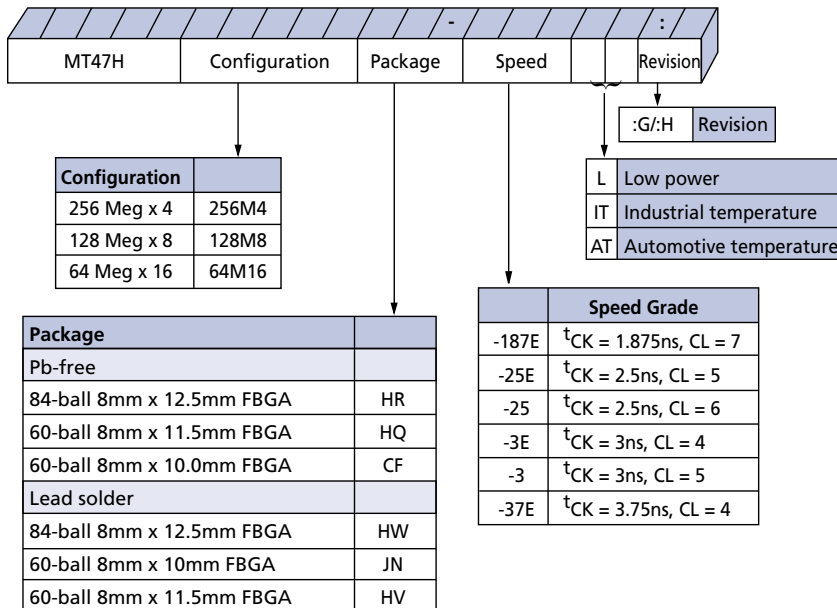 - :
MT47H Configuration Package Speed Revision
:G/:H Revision
Configuration
256 Meg x 4 256M4
128 Meg x 8 128M8
64 Meg x 16 64M16
L Low power
IT Industrial temperature
AT Automotive temperature
Package
Pb-free
84-ball 8mm x 12.5mm FBGA HR
60-ball 8mm x 11.5mm FBGA HQ
60-ball 8mm x 10.0mm FBGA CF
Lead solder
84-ball 8mm x 12.5mm FBGA HW
60-ball 8mm x 10mm FBGA JN
60-ball 8mm x 11.5mm FBGA HV
Speed Grade
-187E tCK = 1.875ns, CL = 7
-25E tCK = 2.5ns, CL = 5
-25 tCK = 2.5ns, CL = 6
-3E tCK = 3ns, CL = 4
-3 tCK = 3ns, CL = 5
-37E tCK = 3.75ns, CL = 4